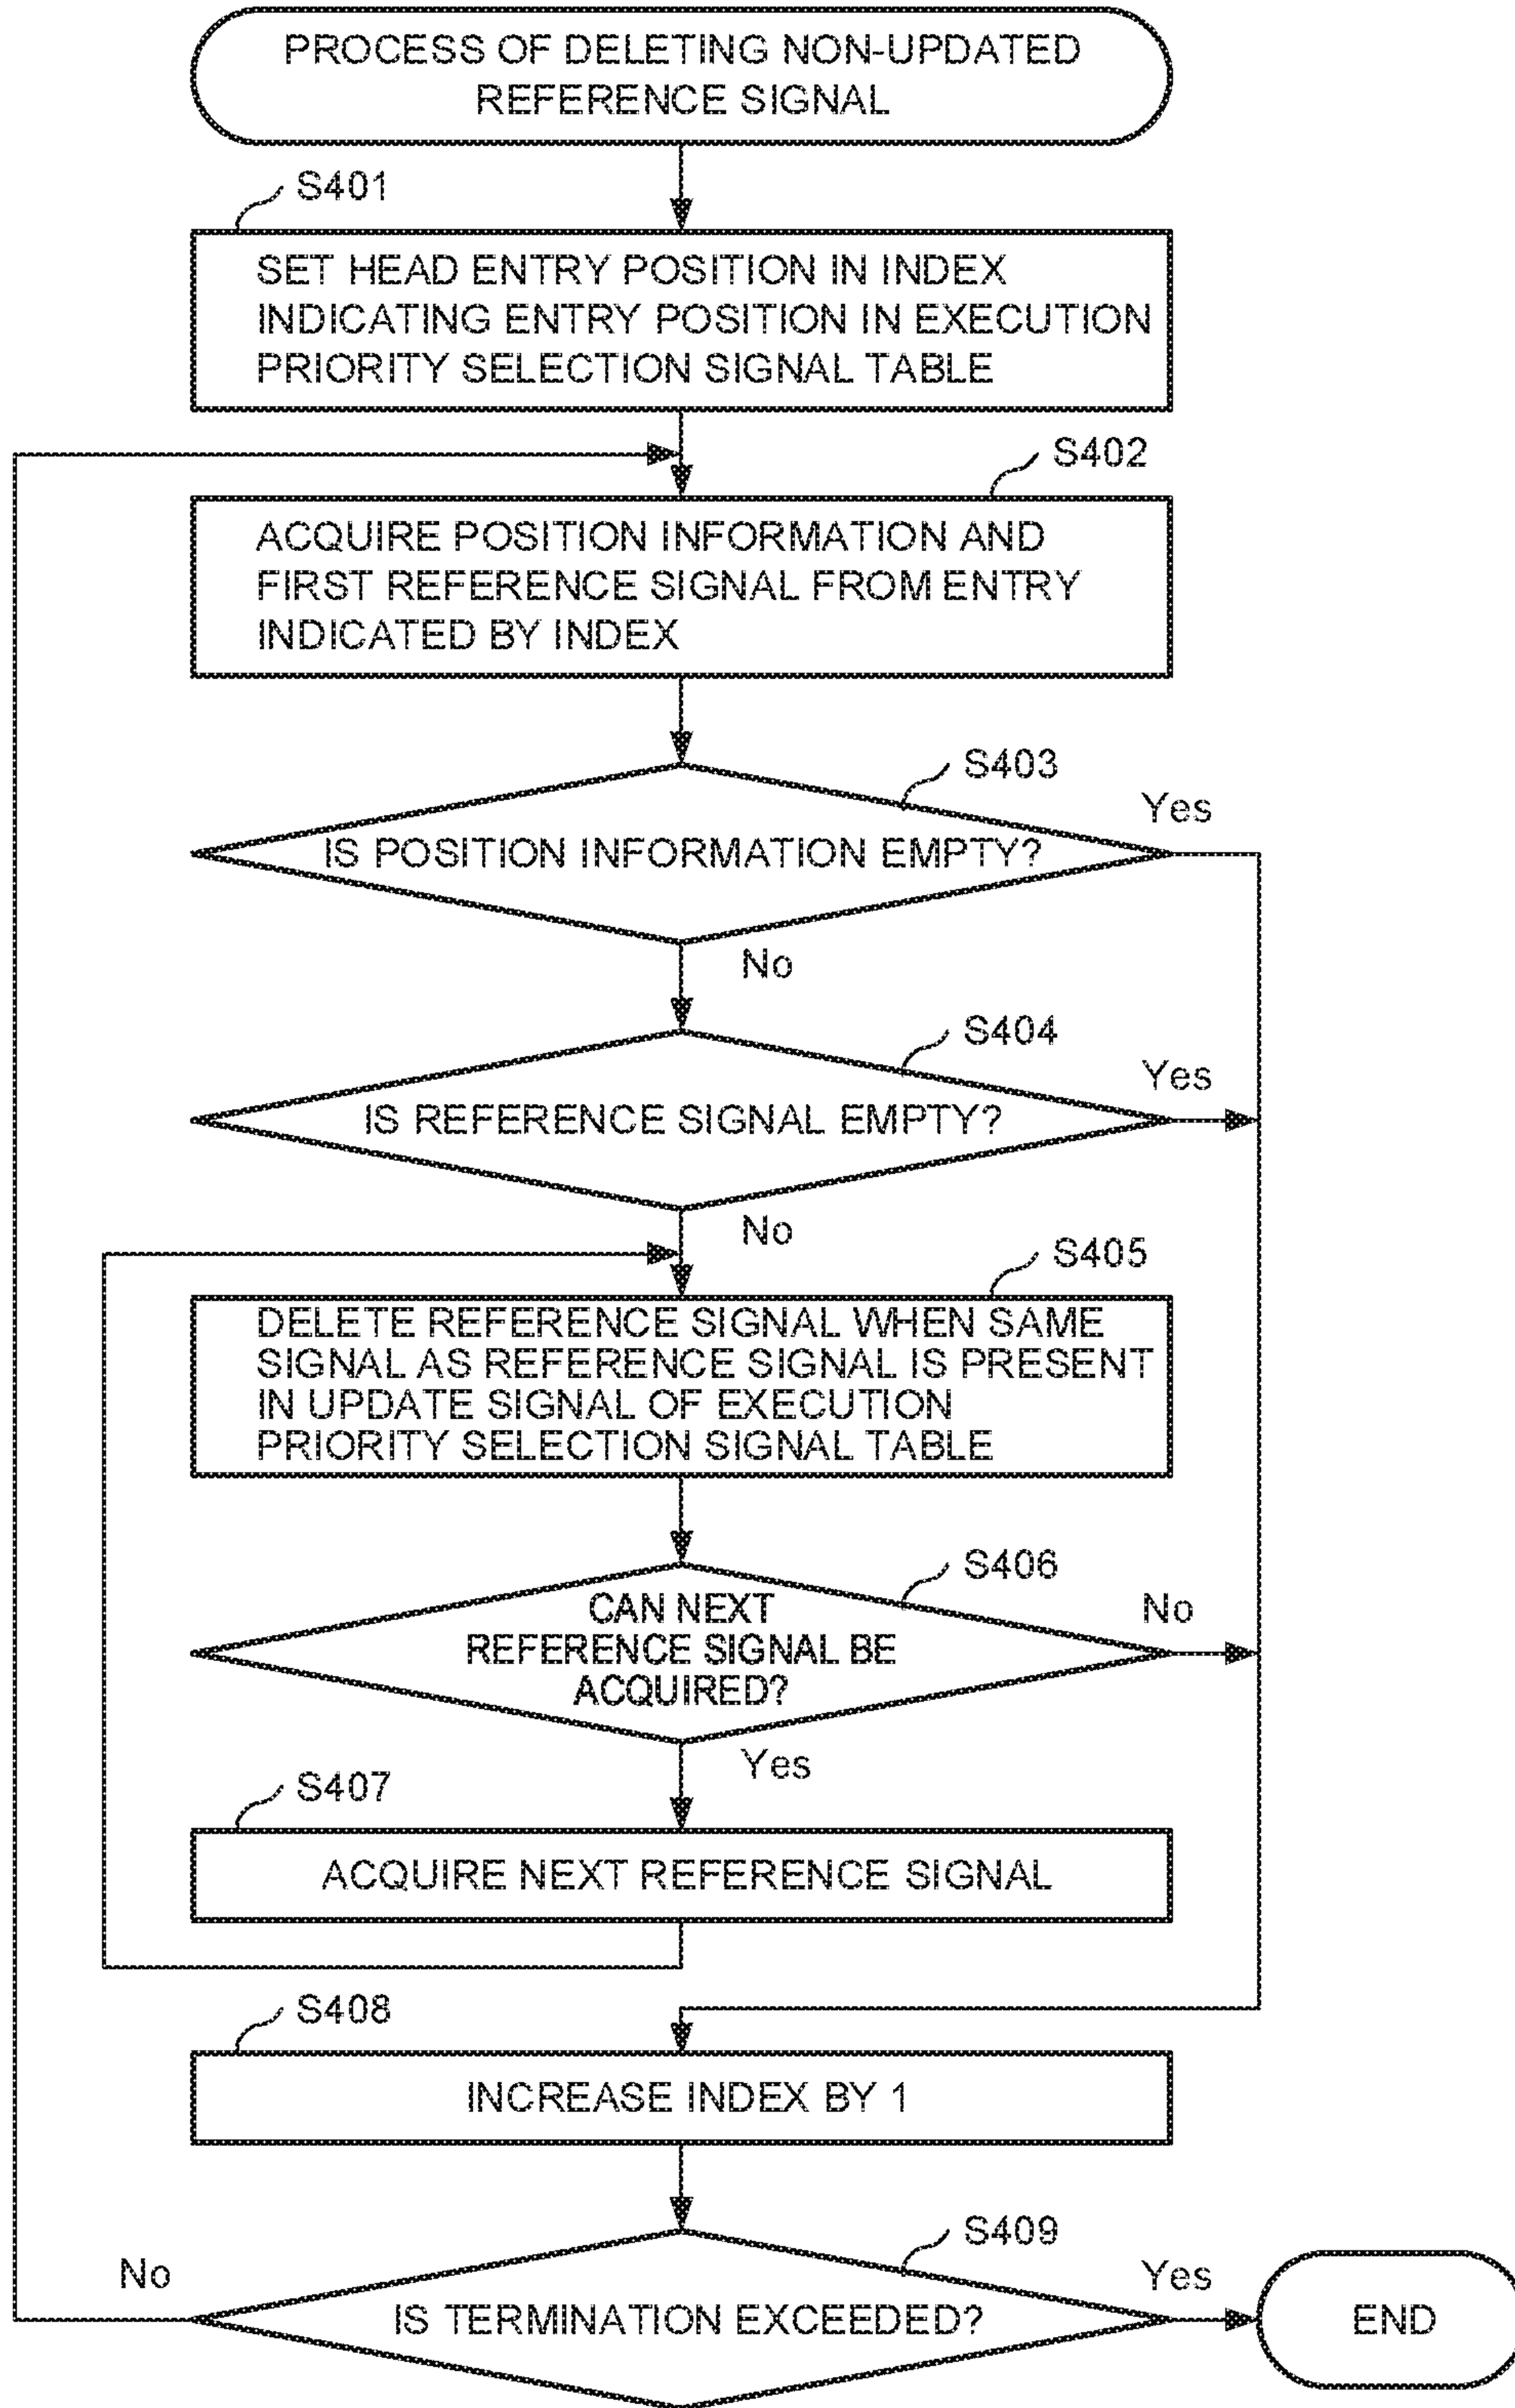 PROCESS OF DELETING NON-UPDATED
REFERENCE SIGNAL
S401
SET HEAD ENTRY POSITION IN INDEX
INDICATING ENTRY POSITION IN EXECUTION
PRIORITY SELECTION SIGNAL TABLE
S402
ACQUIRE POSITION INFORMATION AND
FIRST REFERENCE SIGNAL FROM ENTRY
INDICATED BY INDEX
S403
Yes
IS POSITION INFORMATION EMPTY?
No
S404
Yes
IS REFERENCE SIGNAL EMPTY?
No
S405
DELETE REFERENCE SIGNAL WHEN SAME
SIGNAL AS REFERENCE SIGNAL IS PRESENT
IN UPDATE SIGNAL OF EXECUTION
PRIORITY SELECTION SIGNAL TABLE
S406
No
CAN NEXT
REFERENCE SIGNAL BE
ACQUIRED?
Yes
S407
ACQUIRE NEXT REFERENCE SIGNAL
S408
INCREASE INDEX BY 1
S409
No
Yes
IS TERMINATION EXCEEDED?
END